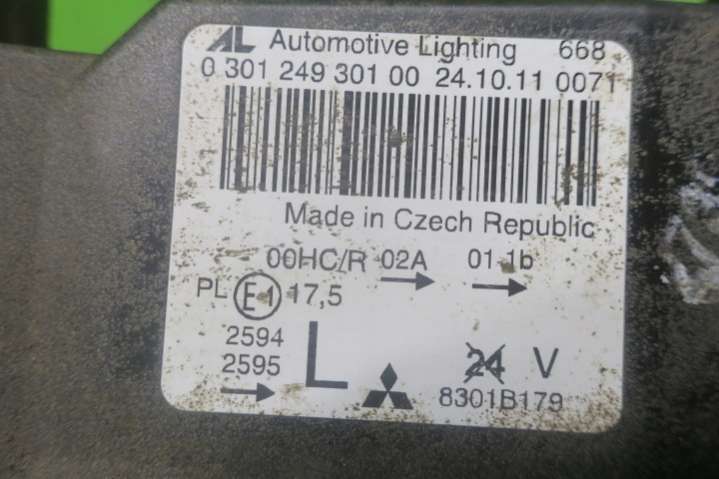 AL Automotive Lighting 668
0 301 249 301 00 24.10.11 0071
Made in Czech Republic
00HC/R 02A 01 1b
PL E1 17,5
2594
2595
L
24 V
8301B179